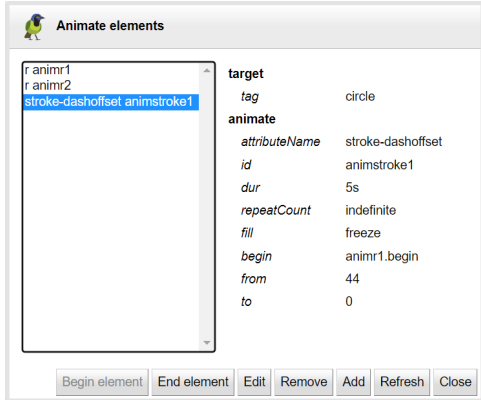 Animate elements
r animr1
r animr2
stroke-dashoffset animstroke1
target
tag circle
animate
attributeName stroke-dashoffset
id animstroke1
dur 5s
repeatCount indefinite
fill freeze
begin animr1.begin
from 44
to 0
Begin element End element Edit Remove Add Refresh Close